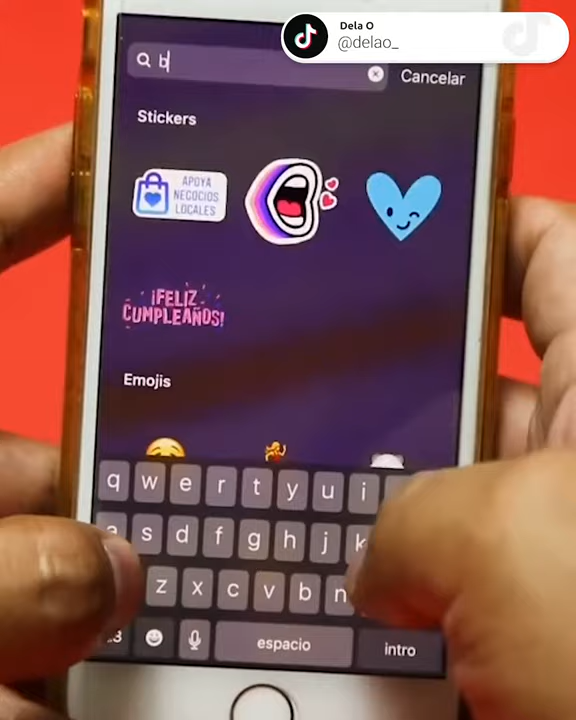 Dela O
@delao_
b
Cancelar
Stickers
APOYA
NEGOCIOS
LOCALES
¡FELIZ
CUMPLEAÑOS!
Emojis
q w e r t y u i
a s d f g h j k
z x c v b n
espacio
intro